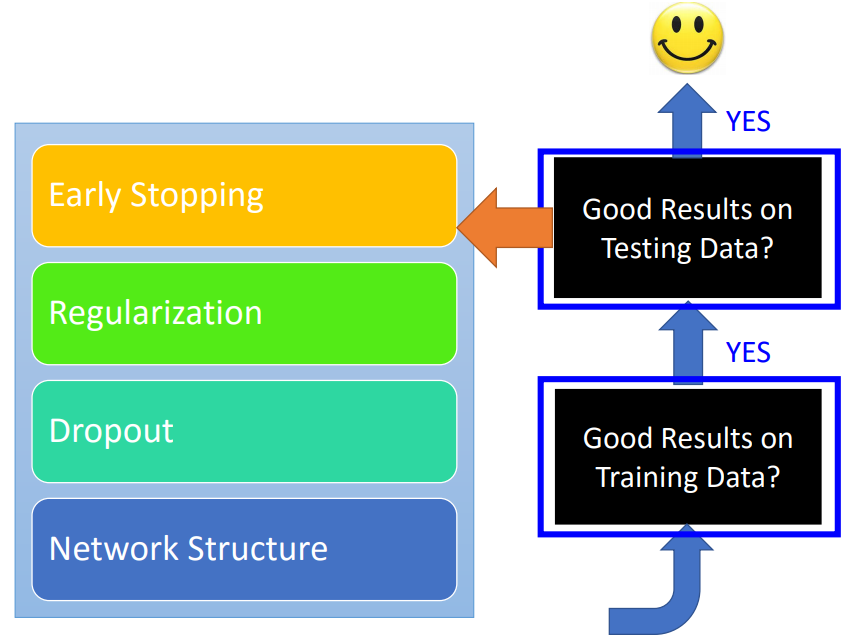 YES
Early Stopping
Good Results on
Testing Data?
Regularization
YES
Dropout
Good Results on
Training Data?
Network Structure